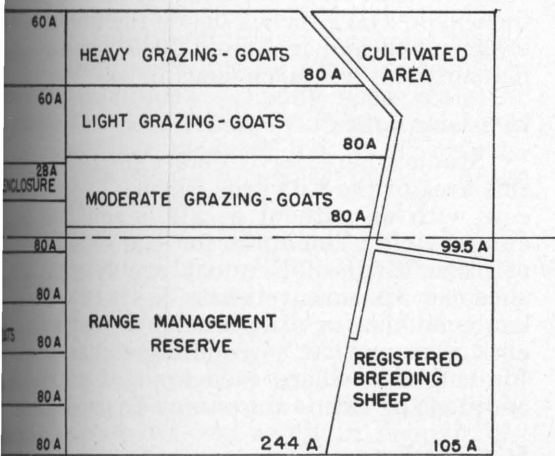 60 A
HEAVY GRAZING - GOATS
80 A
CULTIVATED
AREA
60 A
LIGHT GRAZING - GOATS
80 A
28 A
ENCLOSURE
MODERATE GRAZING - GOATS
80 A
80 A
99.5 A
80 A
RANGE MANAGEMENT
RESERVE
80 A
REGISTERED
BREEDING
SHEEP
80 A
80 A
244 A
105 A